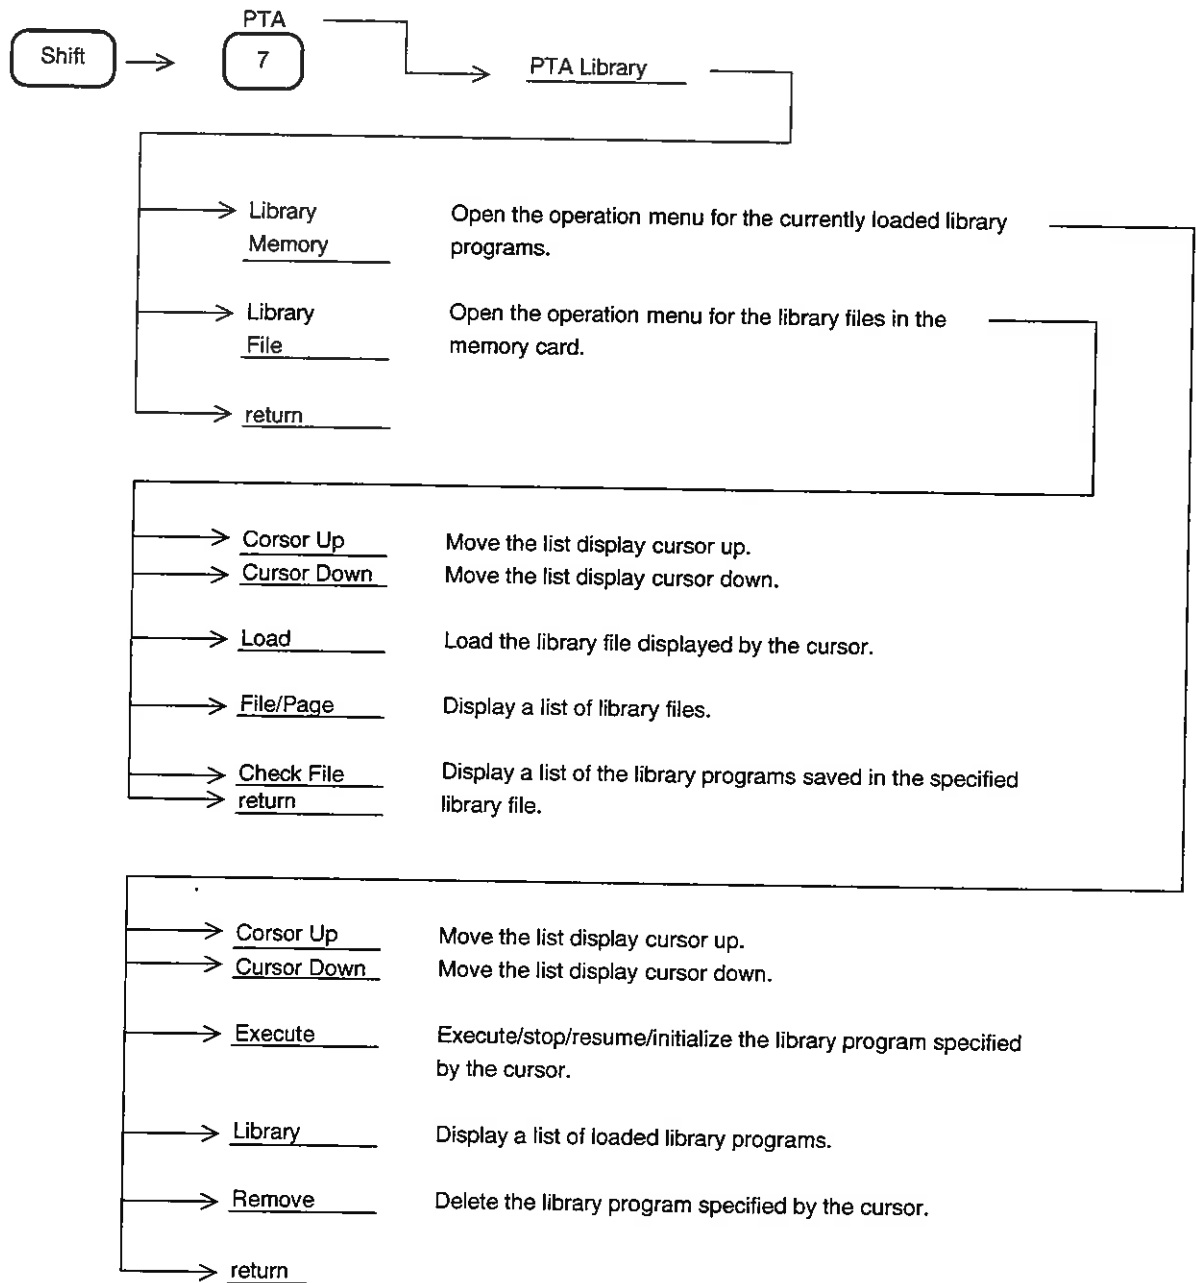 PTA
Shift
7
PTA Library
Library
Memory
Open the operation menu for the currently loaded library
programs.
Library
File
Open the operation menu for the library files in the
memory card.
return
Corsor Up
Move the list display cursor up.
Cursor Down
Move the list display cursor down.
Load
Load the library file displayed by the cursor.
File/Page
Display a list of library files.
Check File
Display a list of the library programs saved in the specified
library file.
return
Corsor Up
Move the list display cursor up.
Cursor Down
Move the list display cursor down.
Execute
Execute/stop/resume/initialize the library program specified
by the cursor.
Library
Display a list of loaded library programs.
Remove
Delete the library program specified by the cursor.
return